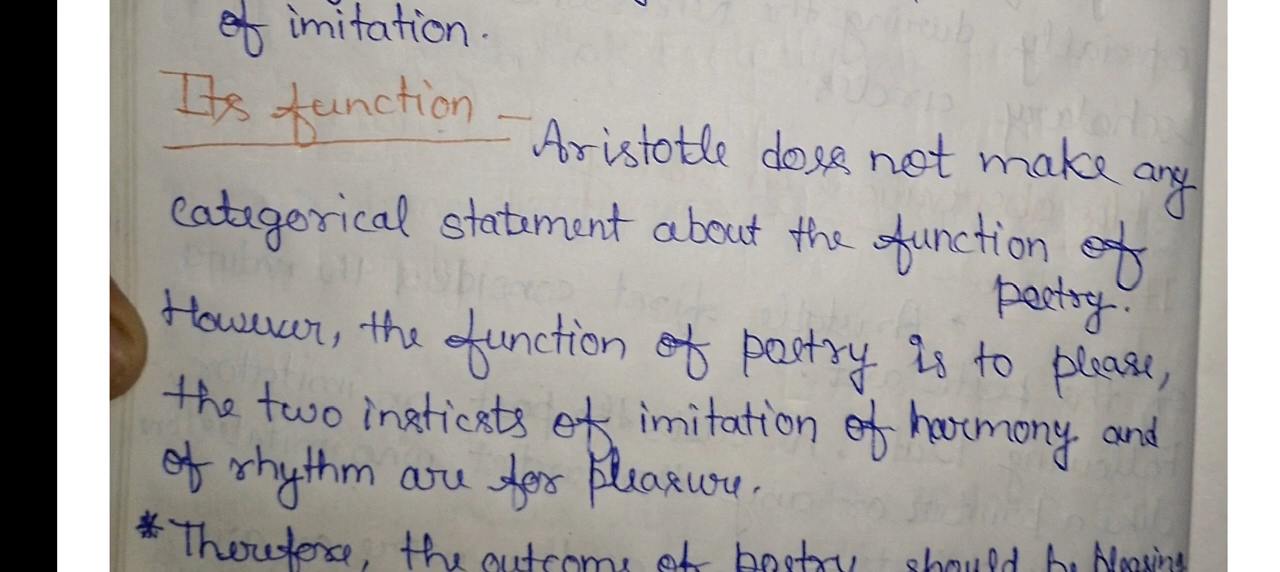 of imitation.
Its function –
Aristotle does not make any
categorical statement about the function of
poetry.
However, the function of poetry is to please,
the two insticsts of imitation of harmony and
of rhythm are for pleasure.
* Therefore, the outcome of poetry should be pleasing